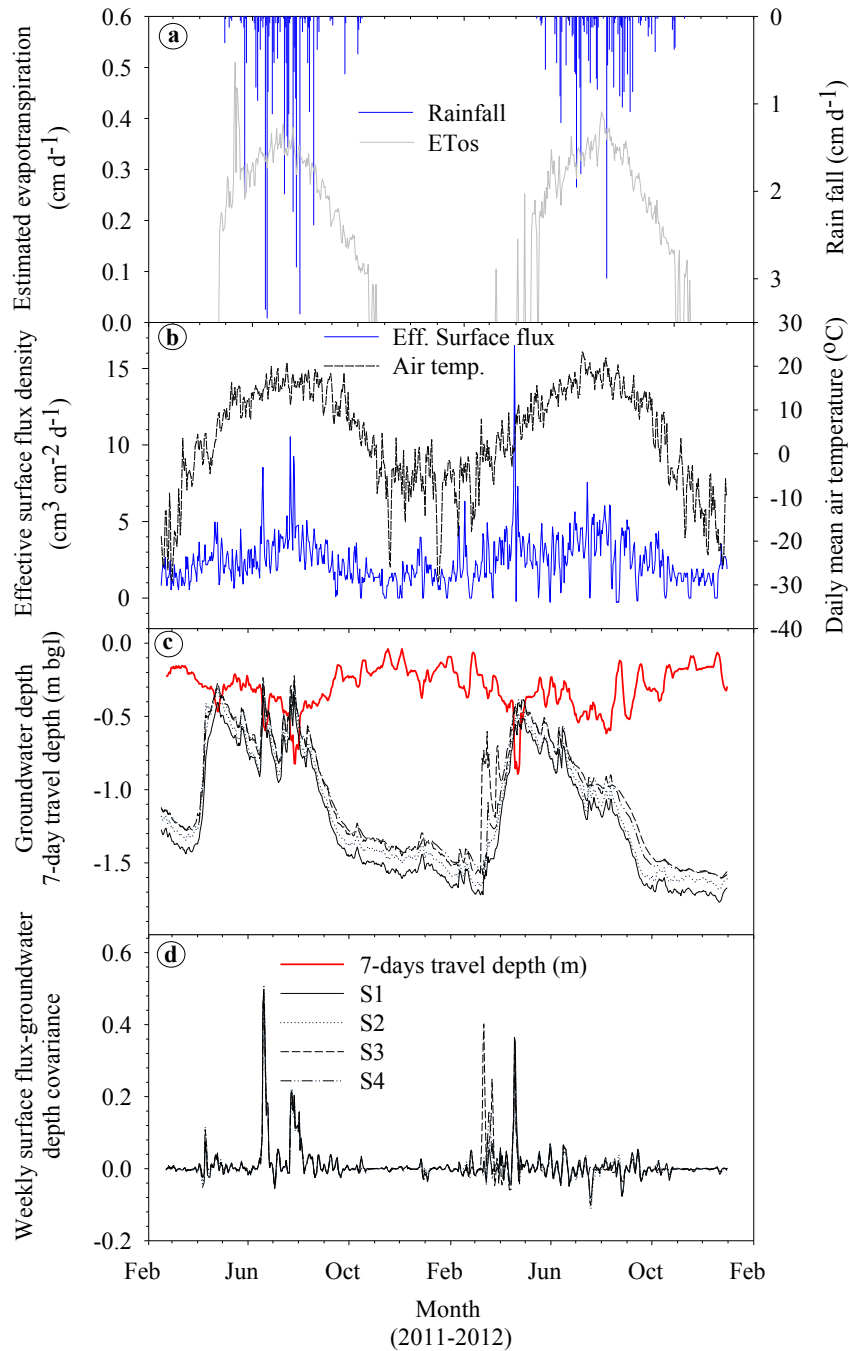 a
0.6
0.5
0.4
0.3
0.2
0.1
0.0
Estimated evapotranspiration
(cm d-1)
Rainfall
ETos
0
1
2
3
Rain fall (cm d-1)
b
15
10
5
0
Effective surface flux density
(cm3 cm-2 d-1)
Eff. Surface flux
Air temp.
30
20
10
0
-10
-20
-30
-40
Daily mean air temperature (oC)
c
0.0
-0.5
-1.0
-1.5
Groundwater depth
7-day travel depth (m bgl)
d
0.6
0.4
0.2
0.0
-0.2
Weekly surface flux-groundwater
depth covariance
7-days travel depth (m)
S1
S2
S3
S4
Feb Jun Oct Feb Jun Oct Feb
Month
(2011-2012)